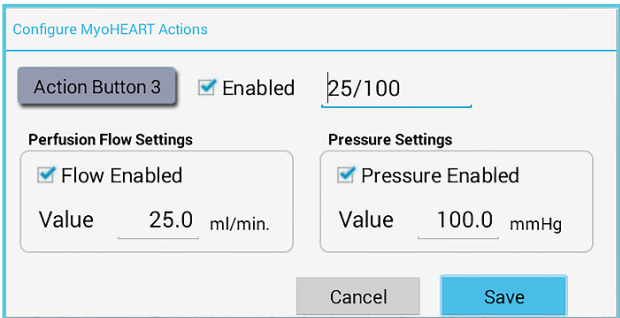 Configure MyoHEART Actions
Action Button 3 Enabled 25/100
Perfusion Flow Settings Pressure Settings
Flow Enabled Pressure Enabled
Value 25.0 ml/min. Value 100.0 mmHg
Cancel Save